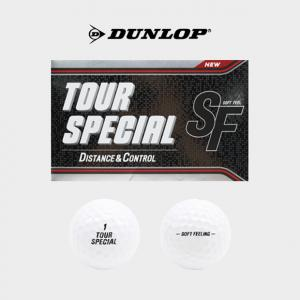 DUNLOP
NEW
TOUR
SPECIAL
SOFT FEEL
SF
DISTANCE & CONTROL
1
TOUR
SPECIAL
SOFT FEELING